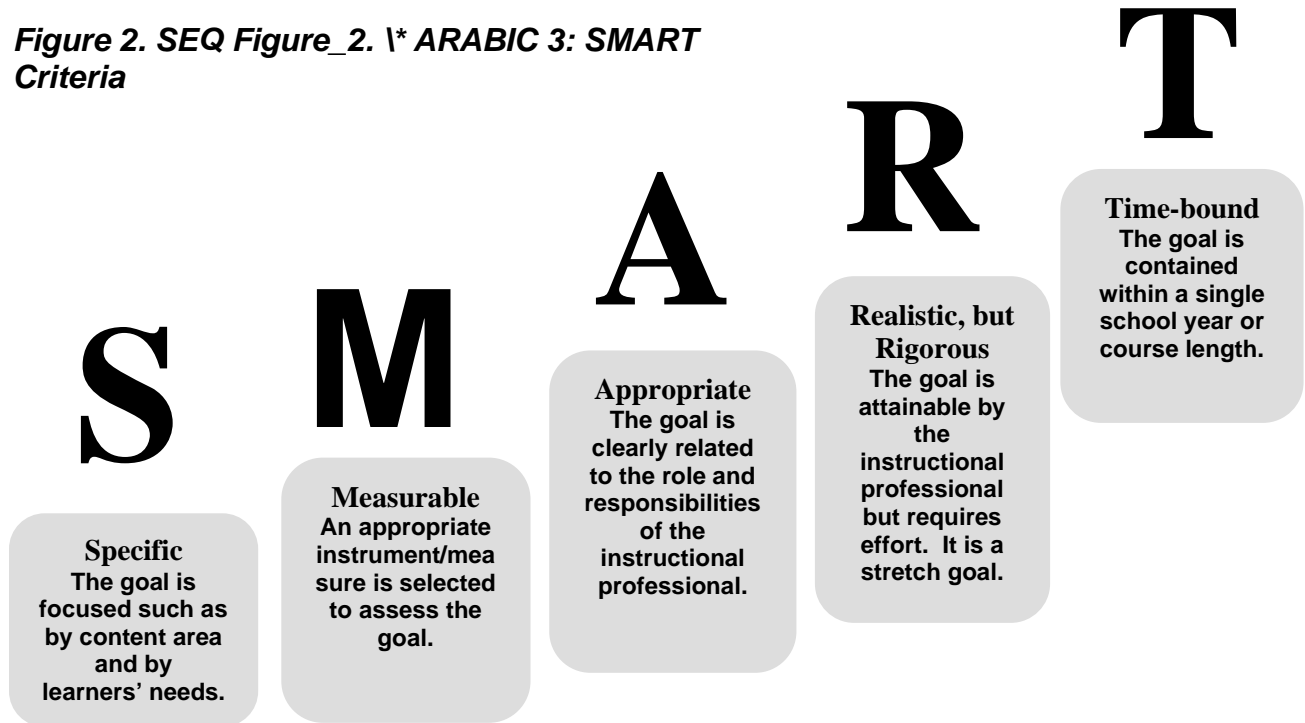 Figure 2. SEQ Figure_2. \* ARABIC 3: SMART
Criteria
S
Specific
The goal is
focused such as
by content area
and by
learners’ needs.
M
Measurable
An appropriate
instrument/mea
sure is selected
to assess the
goal.
A
Appropriate
The goal is
clearly related
to the role and
responsibilities
of the
instructional
professional.
R
Realistic, but
Rigorous
The goal is
attainable by
the
instructional
professional
but requires
effort.  It is a
stretch goal.
T
Time-bound
The goal is
contained
within a single
school year or
course length.